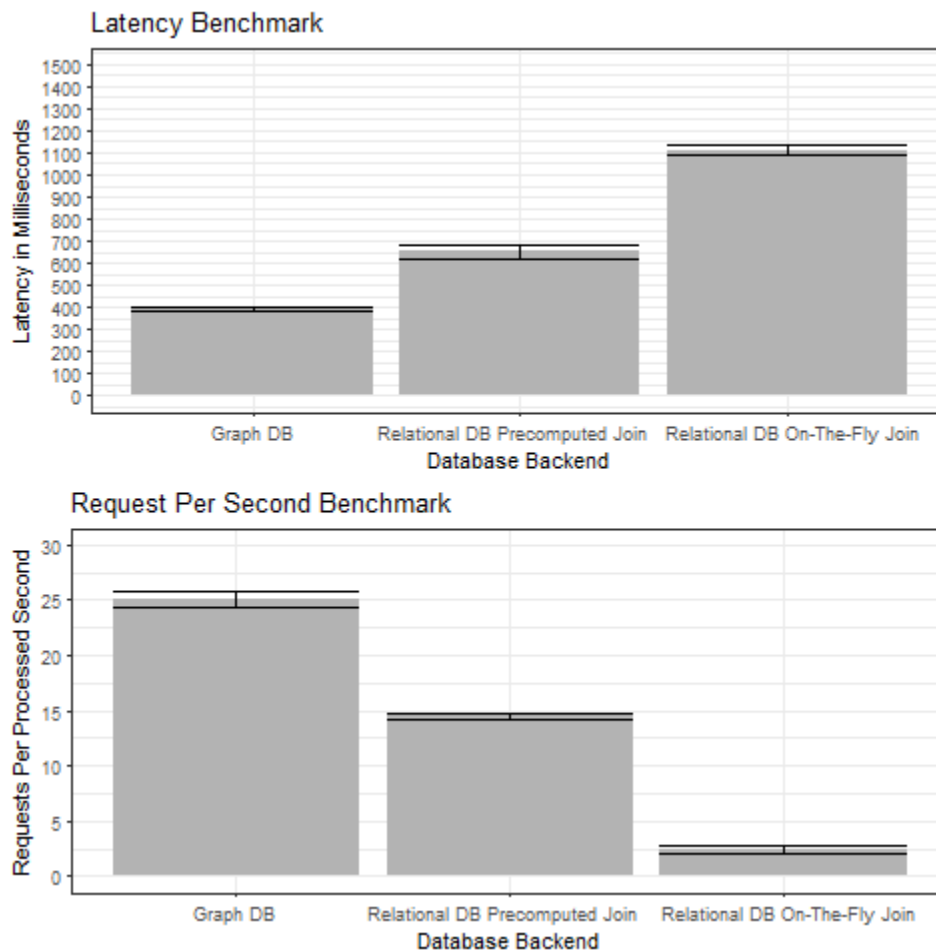 Latency Benchmark
Latency in Milliseconds
1500
1400
1300
1200
1100
1000
900
800
700
600
500
400
300
200
100
0
Graph DB Relational DB Precomputed Join Relational DB On-The-Fly Join
Database Backend
Request Per Second Benchmark
Requests Per Processed Second
30
25
20
15
10
5
0
Graph DB Relational DB Precomputed Join Relational DB On-The-Fly Join
Database Backend